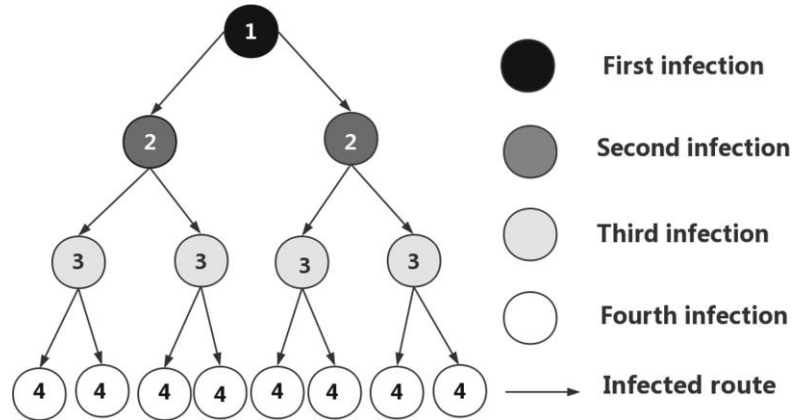 1
First infection
2 2
Second infection
3 3 3 3
Third infection
Fourth infection
4 4 4 4 4 4 4 4
Infected route